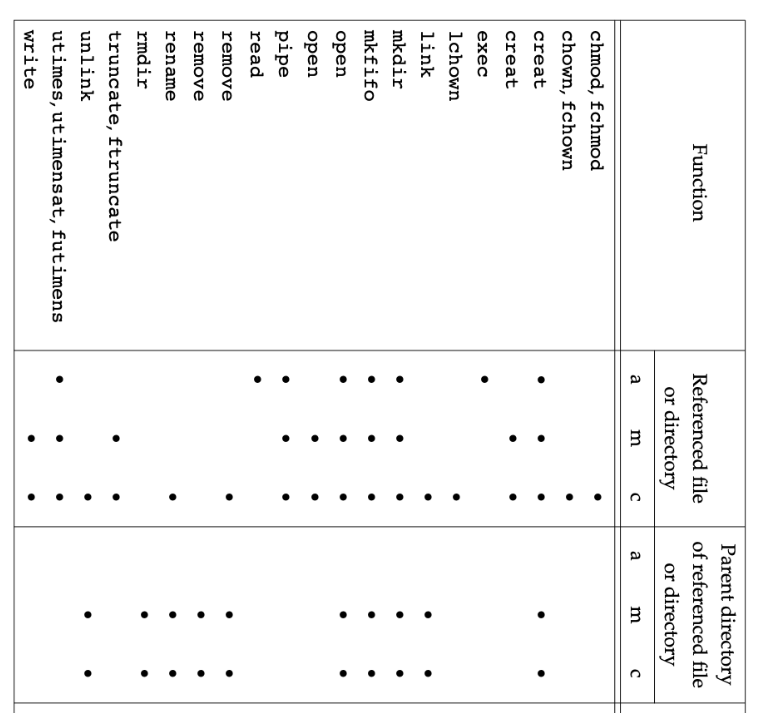 Function
Referenced file
or directory
Parent directory
of referenced file
or directory
a m c a m c
chmod, fchmod •
chown, fchown •
creat • • • • •
creat • •
exec •
lchown •
link • • •
mkdir • • • • •
mkfifo • • • • •
open • • • • •
open • •
pipe • • •
read •
remove • • •
remove • •
rename • • •
rmdir • •
truncate, ftruncate • •
unlink • • •
utimes, utimensat, futimens • • •
write • •